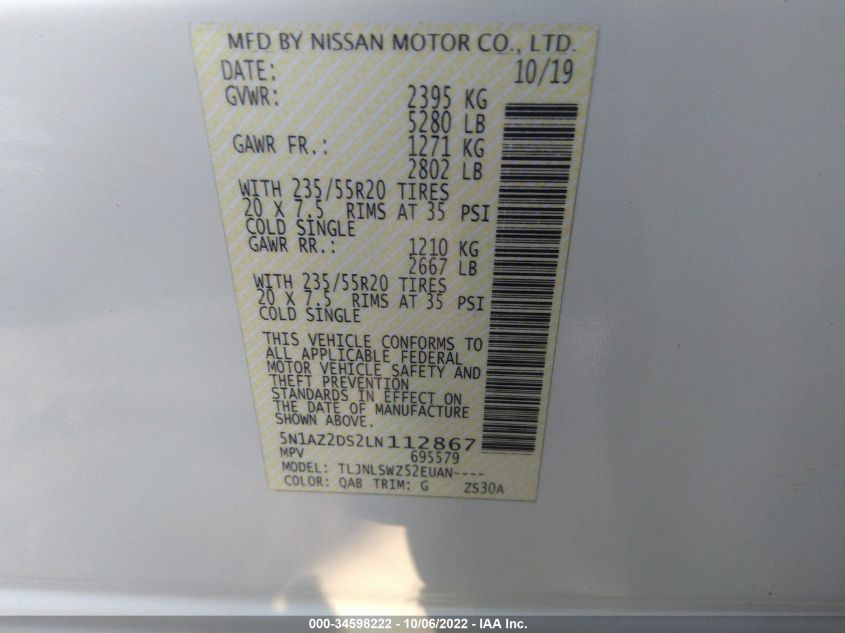 MFD BY NISSAN MOTOR CO., LTD.
DATE: 10/19
GVWR: 2395 KG
5280 LB
GAWR FR.: 1271 KG
2802 LB
WITH 235/55R20 TIRES
20 X 7.5 RIMS AT 35 PSI
COLD SINGLE
GAWR RR.: 1210 KG
2667 LB
WITH 235/55R20 TIRES
20 X 7.5 RIMS AT 35 PSI
COLD SINGLE
THIS VEHICLE CONFORMS TO
ALL APPLICABLE FEDERAL
MOTOR VEHICLE SAFETY AND
THEFT PREVENTION
STANDARDS IN EFFECT ON
THE DATE OF MANUFACTURE
SHOWN ABOVE.
5N1AZ2DS2LN112867
MPV 695579
MODEL: TLJNLSWZ52EUAN----
COLOR: QAB TRIM: G ZS30A
000-34598222 - 10/06/2022 - IAA Inc.